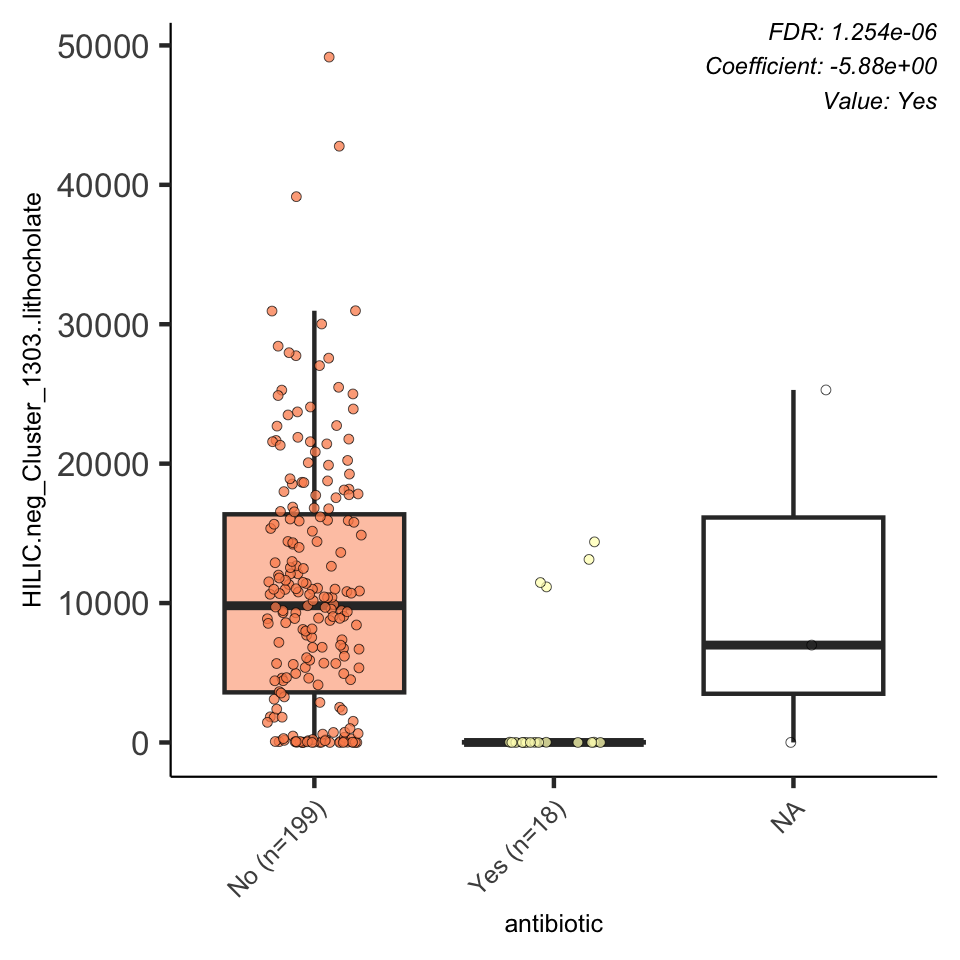 FDR: 1.254e-06
Coefficient: -5.88e+00
Value: Yes
50000
40000
30000
20000
10000
0
HILIC.neg_Cluster_1303..lithocholate
No (n=199)
Yes (n=18)
NA
antibiotic